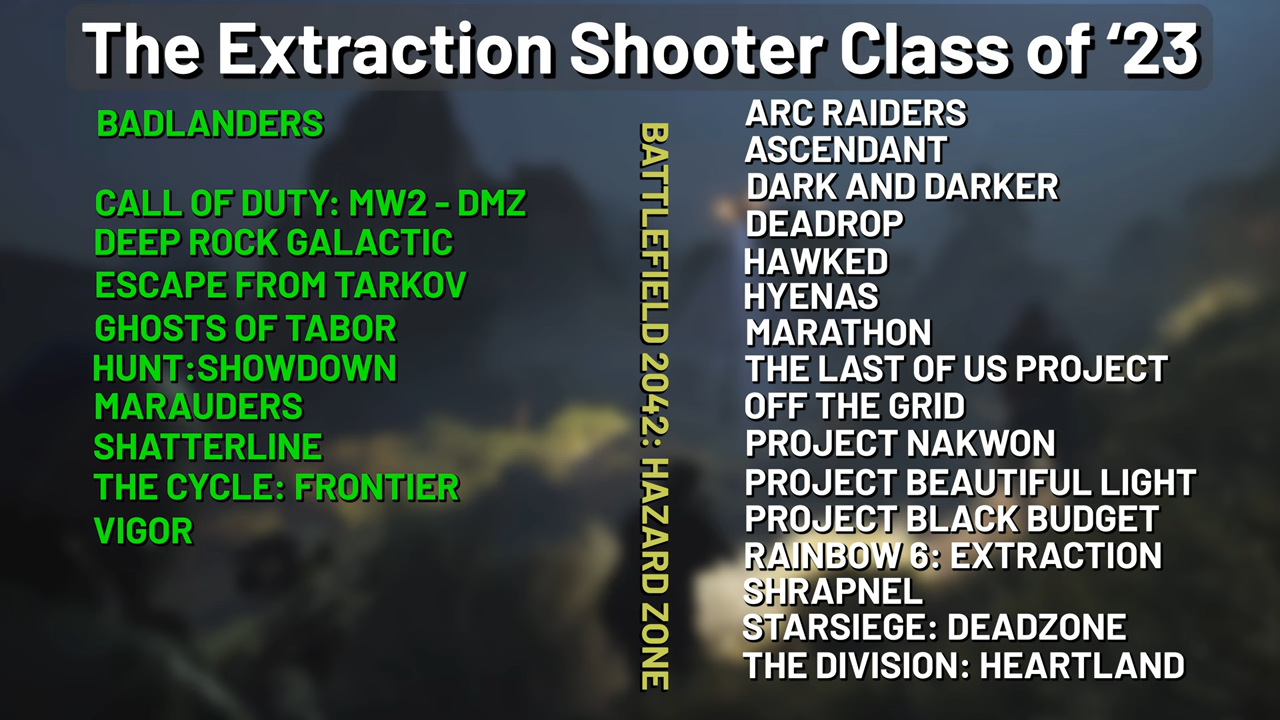 The Extraction Shooter Class of ‘23
BADLANDERS
CALL OF DUTY: MW2 - DMZ
DEEP ROCK GALACTIC
ESCAPE FROM TARKOV
GHOSTS OF TABOR
HUNT:SHOWDOWN
MARAUDERS
SHATTERLINE
THE CYCLE: FRONTIER
VIGOR
BATTLEFIELD 2042: HAZARD ZONE
ARC RAIDERS
ASCENDANT
DARK AND DARKER
DEADROP
HAWKED
HYENAS
MARATHON
THE LAST OF US PROJECT
OFF THE GRID
PROJECT NAKWON
PROJECT BEAUTIFUL LIGHT
PROJECT BLACK BUDGET
RAINBOW 6: EXTRACTION
SHRAPNEL
STARSIEGE: DEADZONE
THE DIVISION: HEARTLAND